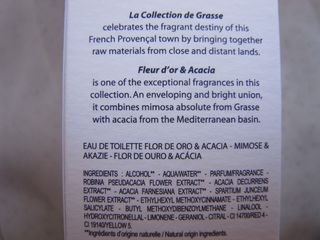 La Collection de Grasse
celebrates the fragrant destiny of this
French Provençal town by bringing together
raw materials from close and distant lands.
Fleur d'or & Acacia
is one of the exceptional fragrances in this
collection. An enveloping and bright union,
it combines mimosa absolute from Grasse
with acacia from the Mediterranean basin.
EAU DE TOILETTE FLOR DE ORO & ACACIA - MIMOSE &
AKAZIE - FLOR DE OURO & ACÁCIA
INGREDIENTS : ALCOHOL** - AQUA/WATER** - PARFUM/FRAGRANCE -
ROBINIA PSEUDACACIA FLOWER EXTRACT** - ACACIA DECURRENS
EXTRACT** - ACACIA FARNESIANA EXTRACT** - SPARTIUM JUNCEUM
FLOWER EXTRACT** - ETHYLHEXYL METHOXYCINNAMATE - ETHYLHEXYL
SALICYLATE - BUTYL METHOXYDIBENZOYLMETHANE - LINALOOL -
HYDROXYCITRONELLAL - LIMONENE - GERANIOL - CITRAL - CI 14700/RED 4 -
CI 19140/YELLOW 5.
**Ingrédients d'origine naturelle / Natural origin ingredients.